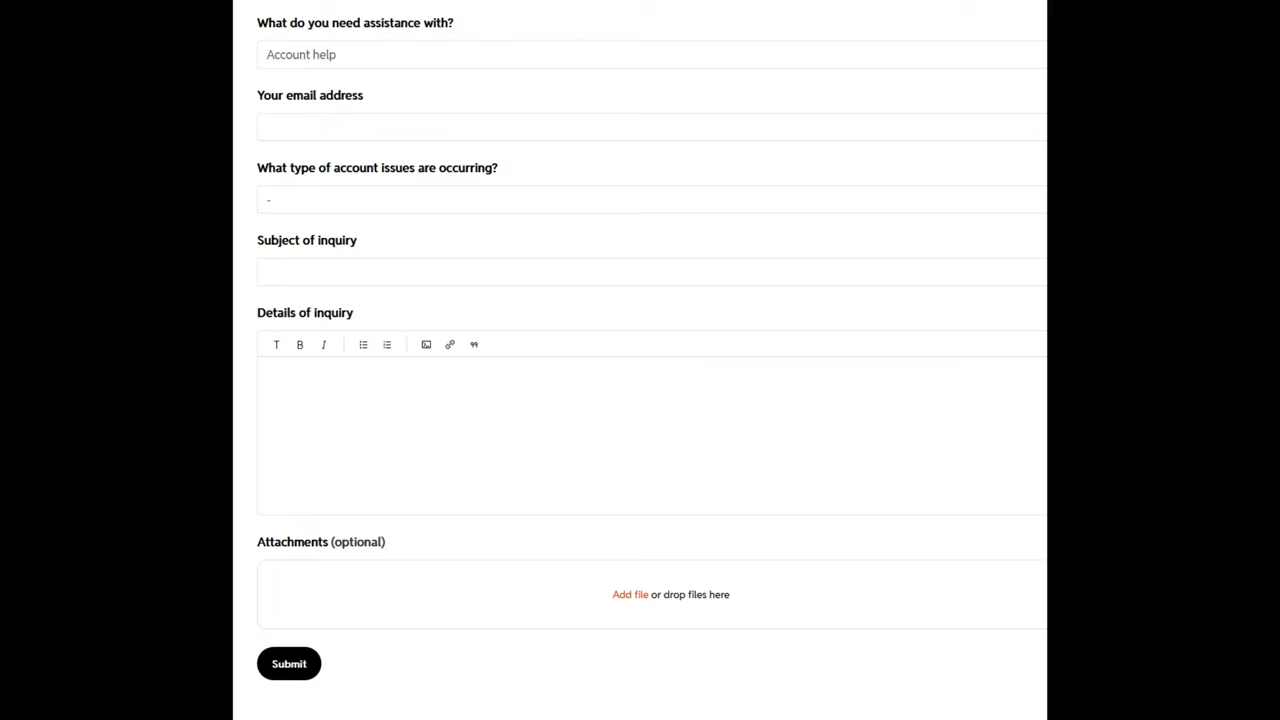 What do you need assistance with?
Account help
Your email address
What type of account issues are occurring?
-
Subject of inquiry
Details of inquiry
T B I
Attachments (optional)
Add file or drop files here
Submit